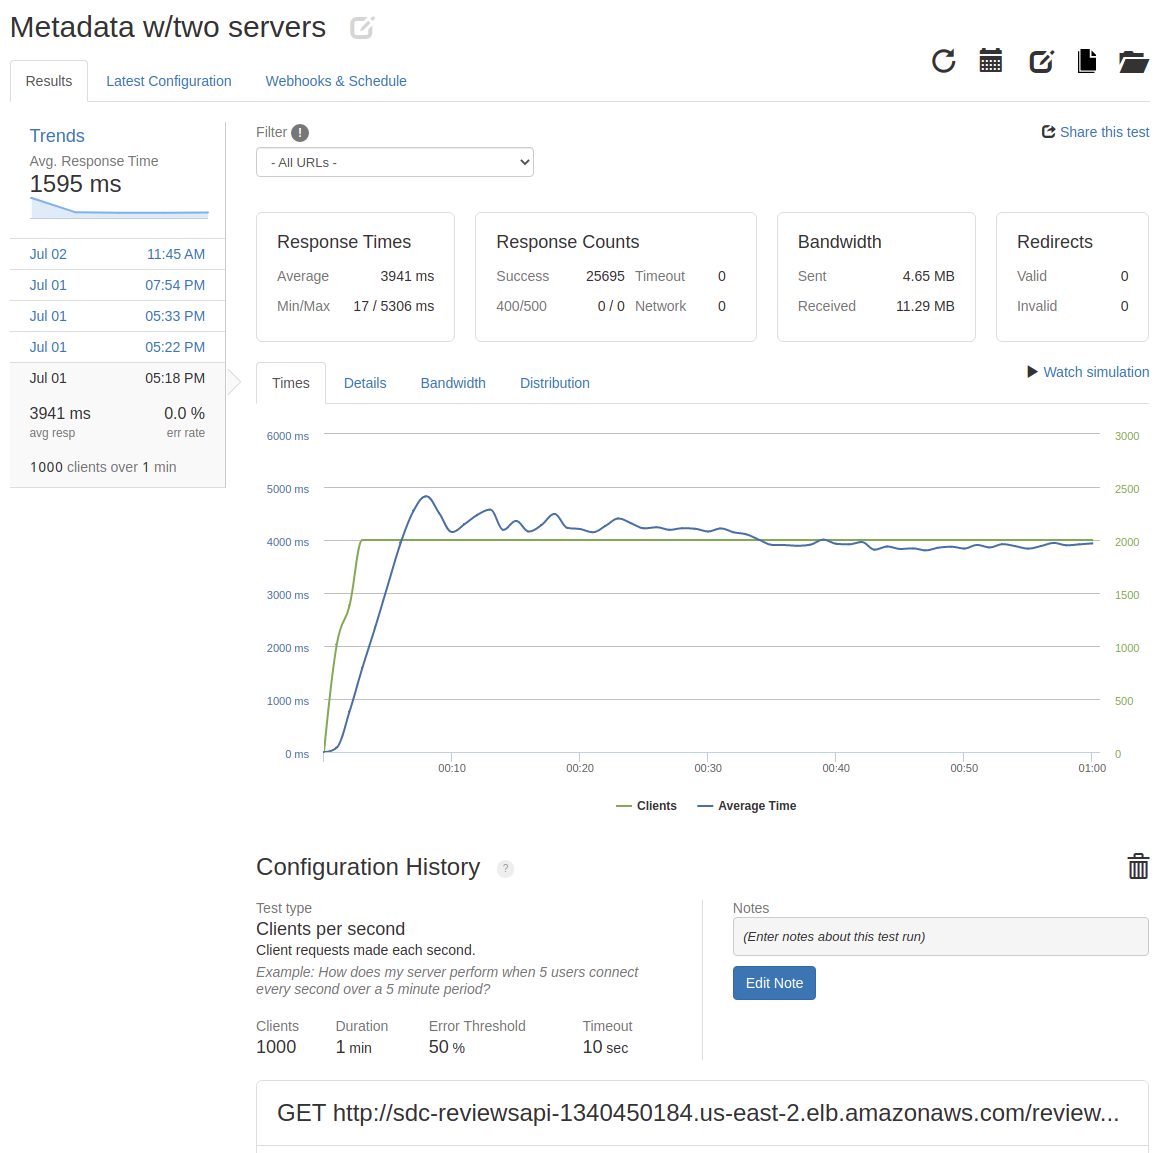 Metadata w/two servers
Results
Latest Configuration
Webhooks & Schedule
Trends
Avg. Response Time
1595 ms
Jul 02 11:45 AM
Jul 01 07:54 PM
Jul 01 05:33 PM
Jul 01 05:22 PM
Jul 01 05:18 PM
3941 ms 0.0 %
avg resp err rate
1000 clients over 1 min
Filter !
- All URLs -
Share this test
Response Times
Average 3941 ms
Min/Max 17 / 5306 ms
Response Counts
Success 25695 Timeout 0
400/500 0 / 0 Network 0
Bandwidth
Sent 4.65 MB
Received 11.29 MB
Redirects
Valid 0
Invalid 0
Times
Details
Bandwidth
Distribution
Watch simulation
6000 ms 3000
5000 ms 2500
4000 ms 2000
3000 ms 1500
2000 ms 1000
1000 ms 500
0 ms 0
00:10 00:20 00:30 00:40 00:50 01:00
Clients Average Time
Configuration History ?
Test type
Clients per second
Client requests made each second.
Example: How does my server perform when 5 users connect
every second over a 5 minute period?
Clients Duration Error Threshold Timeout
1000 1 min 50 % 10 sec
Notes
(Enter notes about this test run)
Edit Note
GET http://sdc-reviewsapi-1340450184.us-east-2.elb.amazonaws.com/review...